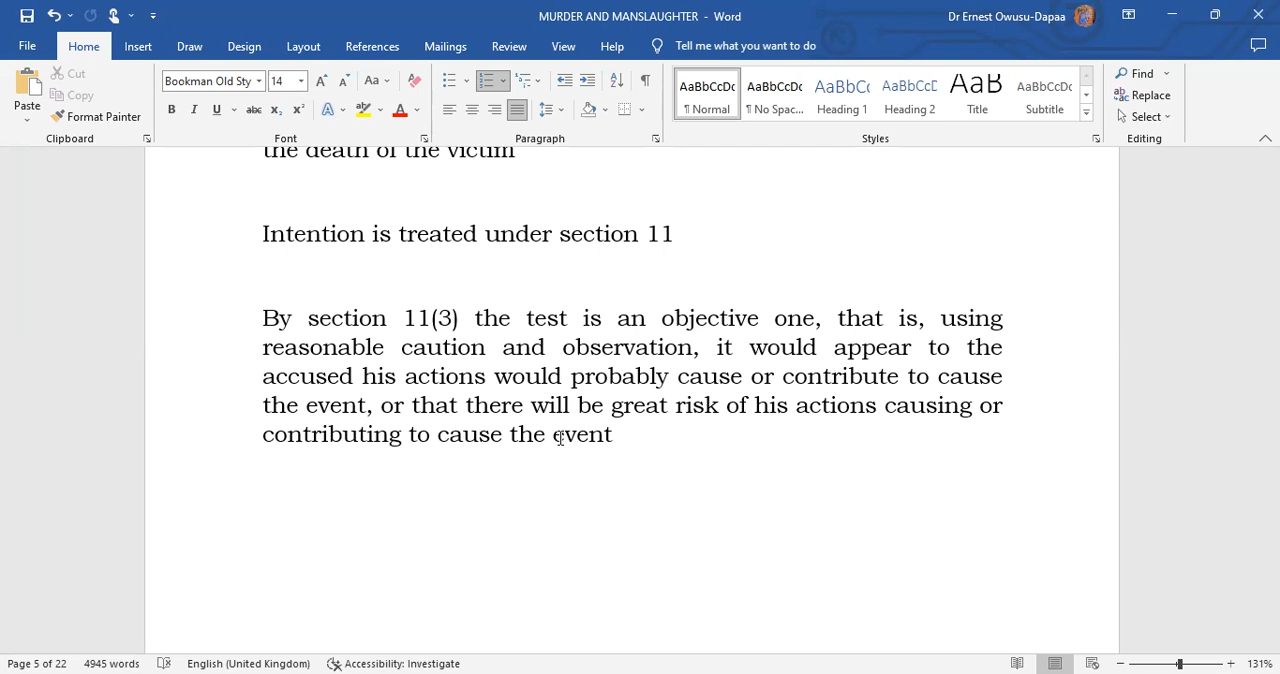 MURDER AND MANSLAUGHTER - Word
Dr Ernest Owusu-Dapaa
File Home Insert Draw Design Layout References Mailings Review View Help Tell me what you want to do
Paste
Cut
Copy
Format Painter
Clipboard
Bookman Old Sty 14
Font
Paragraph
AaBbCcDc AaBbCcDc AaBbC( AaBbCcD AaB AaBbCcD
¶ Normal ¶ No Spac... Heading 1 Heading 2 Title Subtitle
Styles
Find
Replace
Select
Editing
the death of the victim
Intention is treated under section 11
By section 11(3) the test is an objective one, that is, using
reasonable caution and observation, it would appear to the
accused his actions would probably cause or contribute to cause
the event, or that there will be great risk of his actions causing or
contributing to cause the event
Page 5 of 22 4945 words English (United Kingdom) Accessibility: Investigate 131%